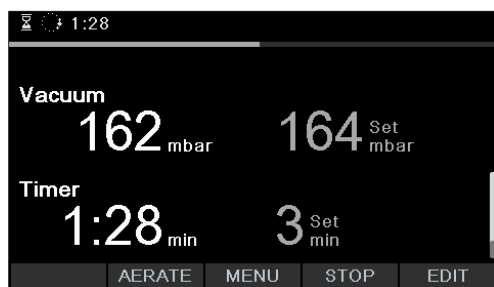 1:28
Vacuum
162 mbar 164 Set mbar
Timer
1:28 min 3 Set min
AERATE MENU STOP EDIT